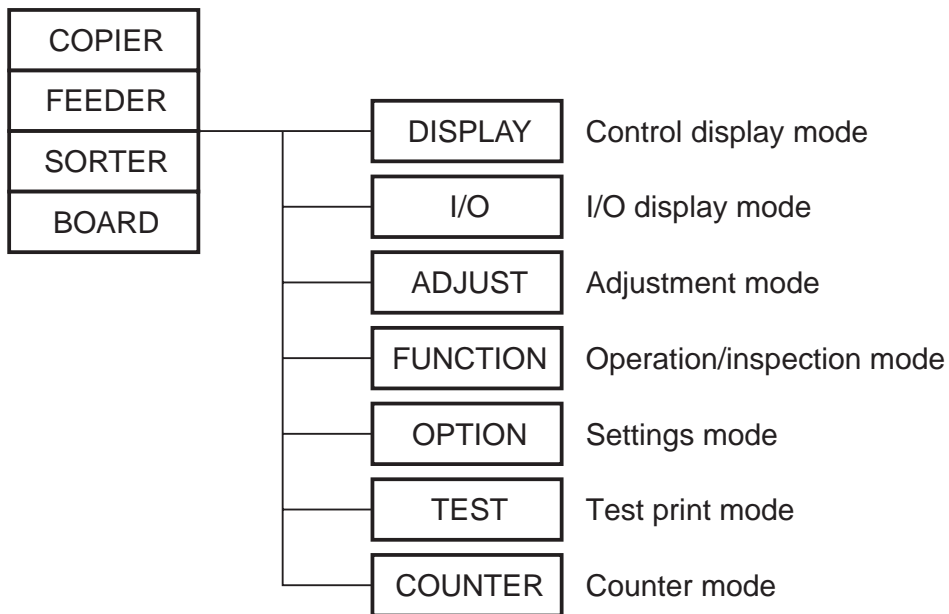 COPIER
FEEDER
SORTER
BOARD
DISPLAY Control display mode
I/O I/O display mode
ADJUST Adjustment mode
FUNCTION Operation/inspection mode
OPTION Settings mode
TEST Test print mode
COUNTER Counter mode